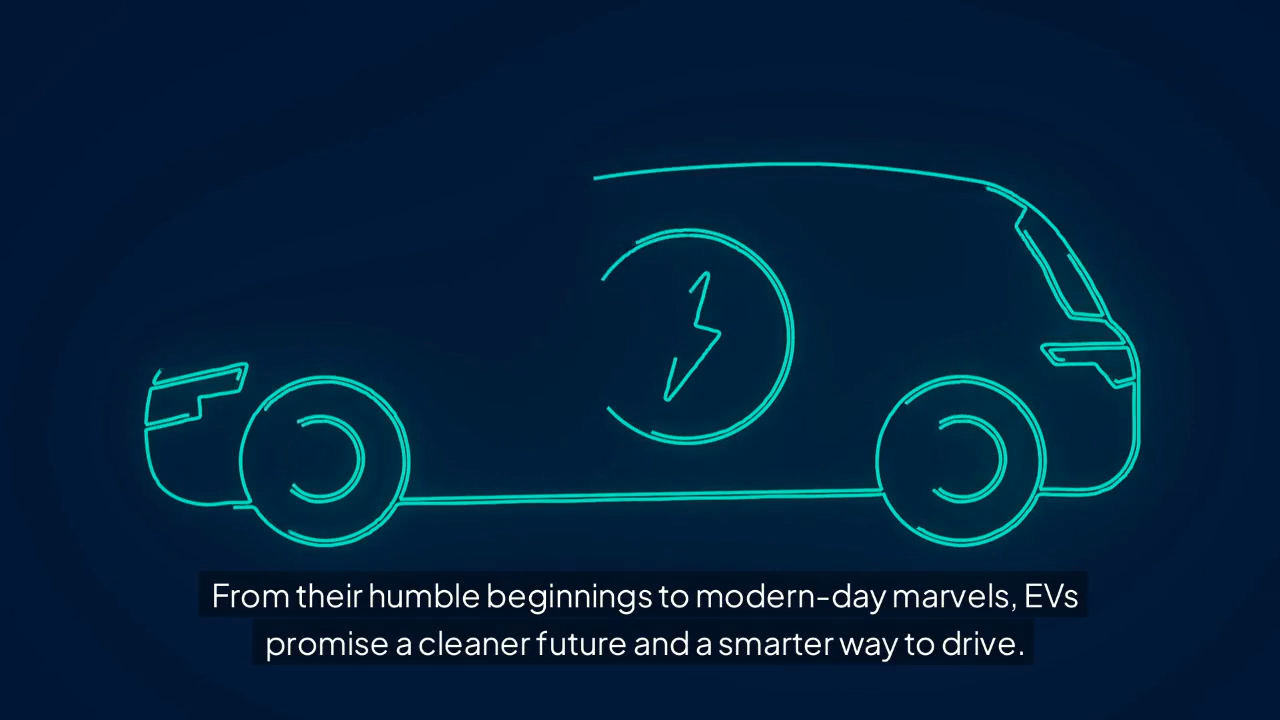 From their humble beginnings to modern-day marvels, EVs
promise a cleaner future and a smarter way to drive.